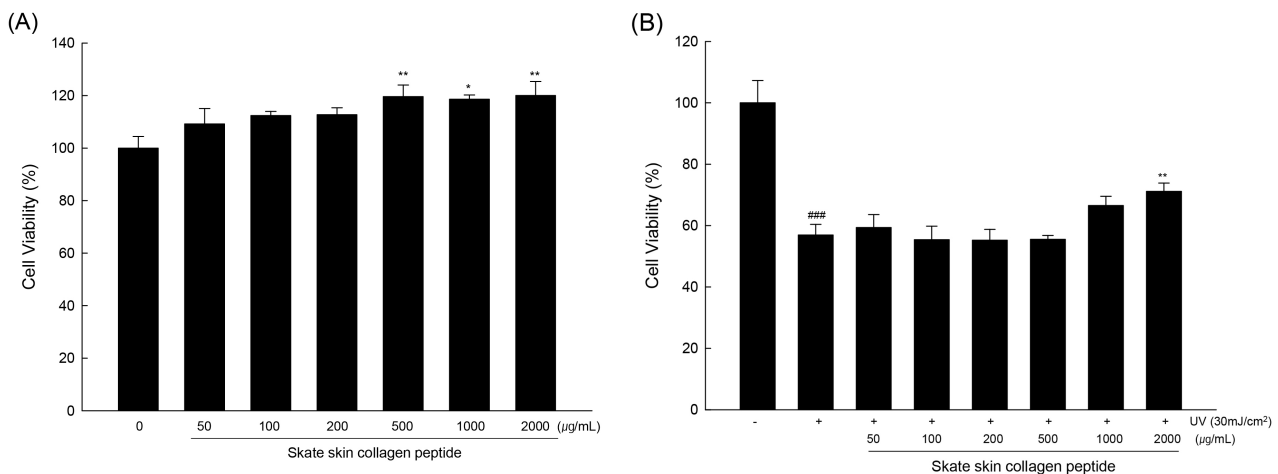 (A)
Cell Viability (%)
140
120
100
80
60
40
20
0
** * **
0 50 100 200 500 1000 2000 (μg/mL)
Skate skin collagen peptide
(B)
Cell Viability (%)
120
100
80
60
40
20
0
###
**
- + + + + + + + UV (30mJ/cm²)
50 100 200 500 1000 2000 (μg/mL)
Skate skin collagen peptide